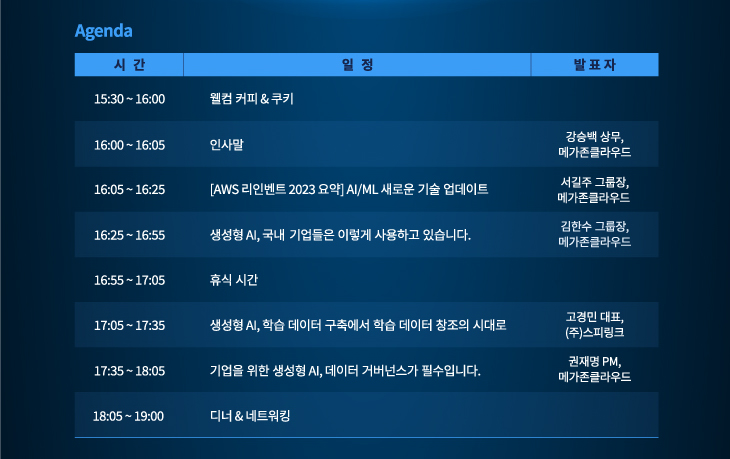 Agenda
시 간 일 정 발 표 자
15:30 ~ 16:00 웰컴 커피 & 쿠키
16:00 ~ 16:05 인사말 강승백 상무, 메가존클라우드
16:05 ~ 16:25 [AWS 리인벤트 2023 요약] AI/ML 새로운 기술 업데이트 서길주 그룹장, 메가존클라우드
16:25 ~ 16:55 생성형 AI, 국내 기업들은 이렇게 사용하고 있습니다. 김한수 그룹장, 메가존클라우드
16:55 ~ 17:05 휴식 시간
17:05 ~ 17:35 생성형 AI, 학습 데이터 구축에서 학습 데이터 창조의 시대로 고경민 대표, (주)스피링크
17:35 ~ 18:05 기업을 위한 생성형 AI, 데이터 거버넌스가 필수입니다. 권재명 PM, 메가존클라우드
18:05 ~ 19:00 디너 & 네트워킹